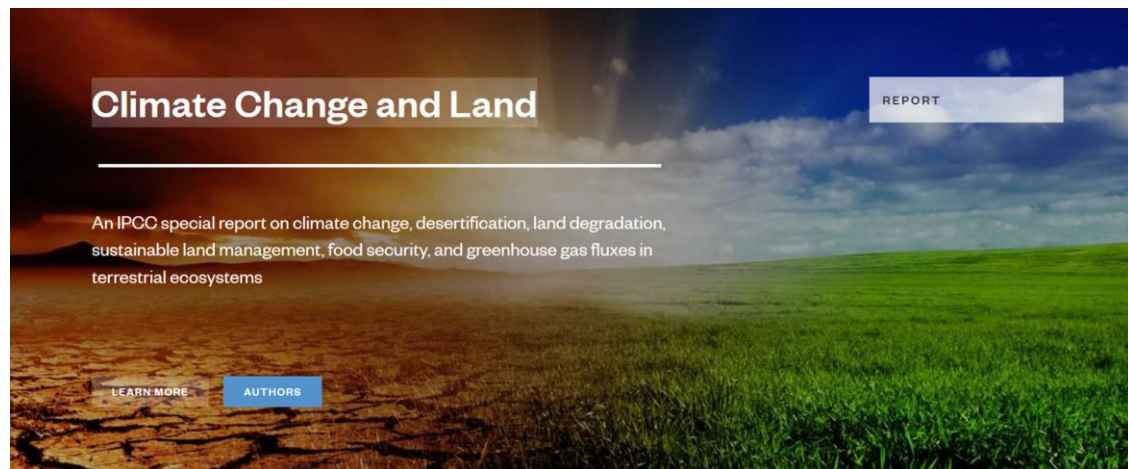 Climate Change and Land
REPORT
An IPCC special report on climate change, desertification, land degradation,
sustainable land management, food security, and greenhouse gas fluxes in
terrestrial ecosystems
LEARN MORE
AUTHORS